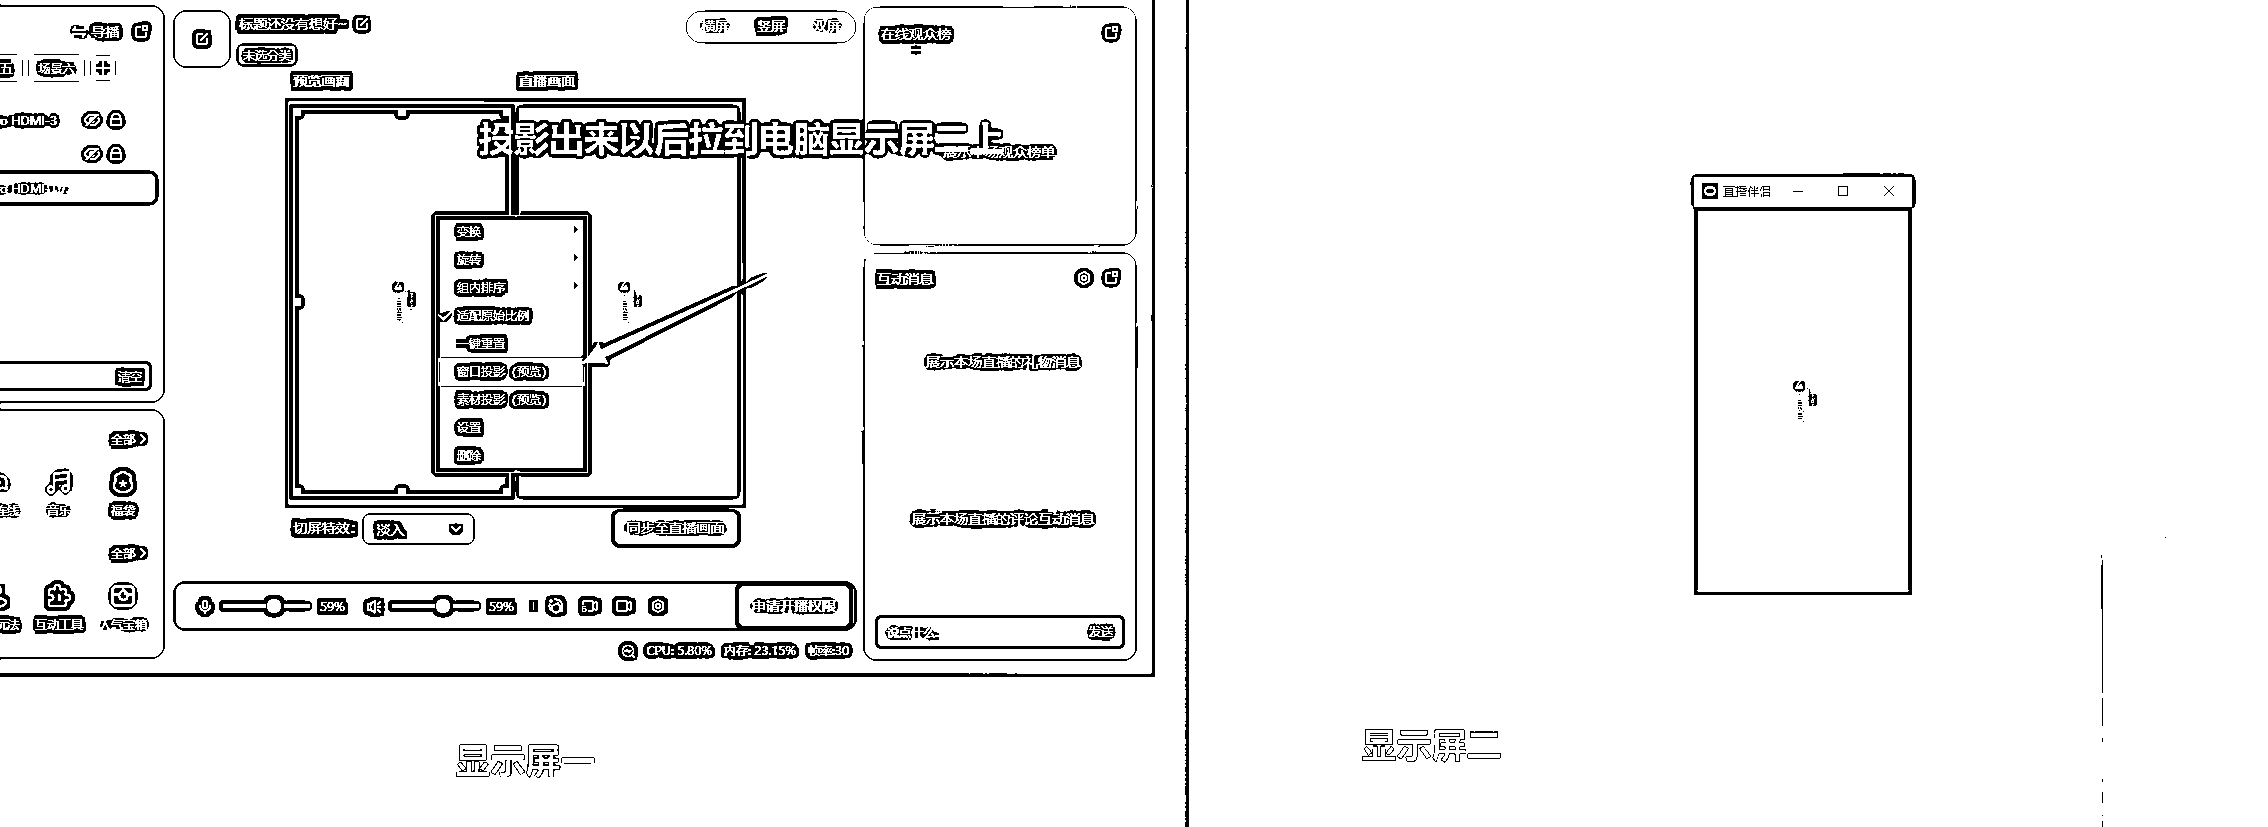 导播
标题还没有想好~
未选分类
横屏 竖屏 双屏
在线观众榜
五 场景六
预览画面 直播画面
HDMI-3
投影出来以后拉到电脑显示屏二上
展示本场观众榜单
HDMI
直播伴侣
变换
旋转
组内排序
适配原始比例
一键重置
窗口投影 (预览)
素材投影 (预览)
设置
删除
互动消息
展示本场直播的礼物消息
清空
全部
音乐 福袋
切屏特效: 淡入
同步至直播画面
展示本场直播的评论互动消息
全部
互动工具 人气宝箱
59% 59%
申请开播权限
说点什么 发送
CPU: 5.80% 内存: 23.15% 帧率:30
显示屏一
显示屏二